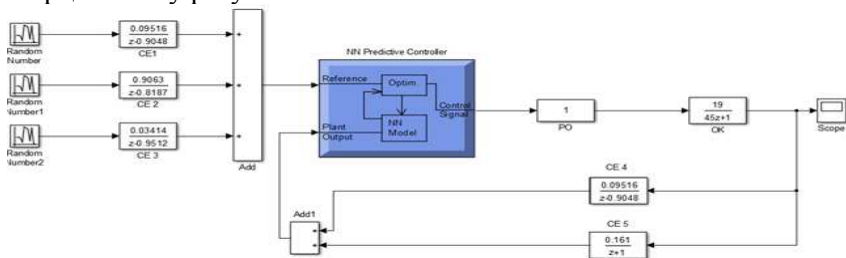 Random
Number
0.09516
z-0.9048
CE1
Random
Number1
0.9063
z-0.8187
CE 2
Random
Number2
0.03414
z-0.9512
CE 3
Add
NN Predictive Controller
Reference
Optim.
Control
Signal
Plant
Output
NN
Model
1
PO
19
45z+1
OK
Scope
CE 4
0.09516
z-0.9048
Add1
CE 5
0.161
z+1